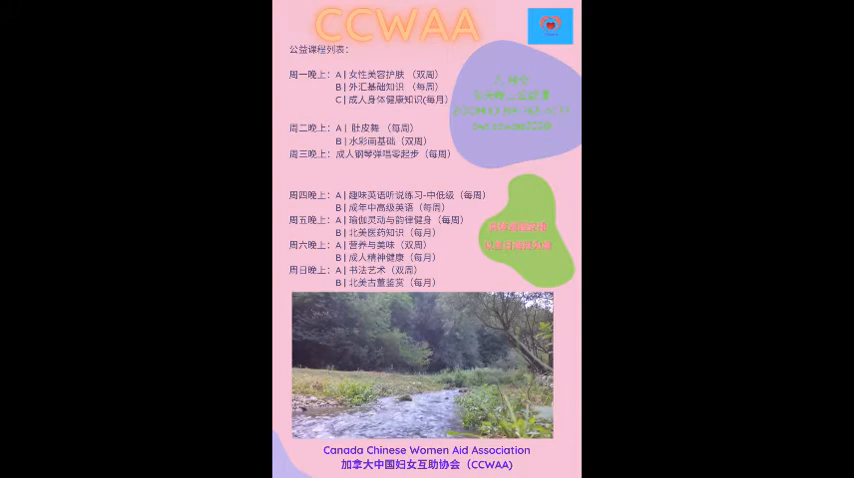 CCWAA
公益课程列表：
周一晚上：A | 女性美容护肤 （双周）
B | 外汇基础知识 （每周）
C | 成人身体健康知识(每月)
周二晚上：A | 肚皮舞 （每周）
B | 水彩画基础（双周）
周三晚上：成人钢琴弹唱零起步（每周）
周四晚上：A | 趣味英语听说练习-中低级（每周）
B | 成年中高级英语（每周）
周五晚上：A | 瑜伽灵动与韵律健身（每周）
B | 北美医药知识（每月）
周六晚上：A | 营养与美味（双周）
B | 成人精神健康（每月）
周日晚上：A | 书法艺术（双周）
B | 北美古董鉴赏（每月）
Canada Chinese Women Aid Association
加拿大中国妇女互助协会（CCWAA)